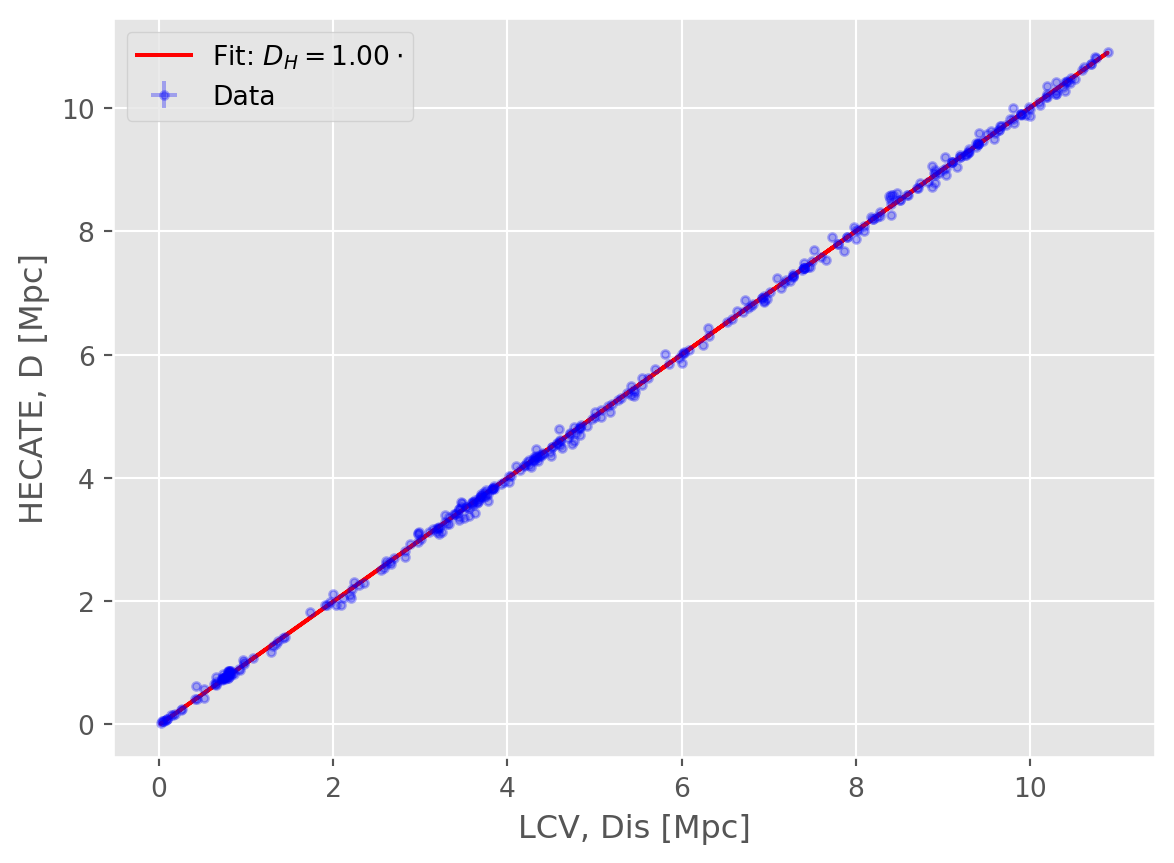 Fit: $D_H = 1.00 \cdot$
Data
10
8
6
4
2
0
HECATE, D [Mpc]
0 2 4 6 8 10
LCV, Dis [Mpc]